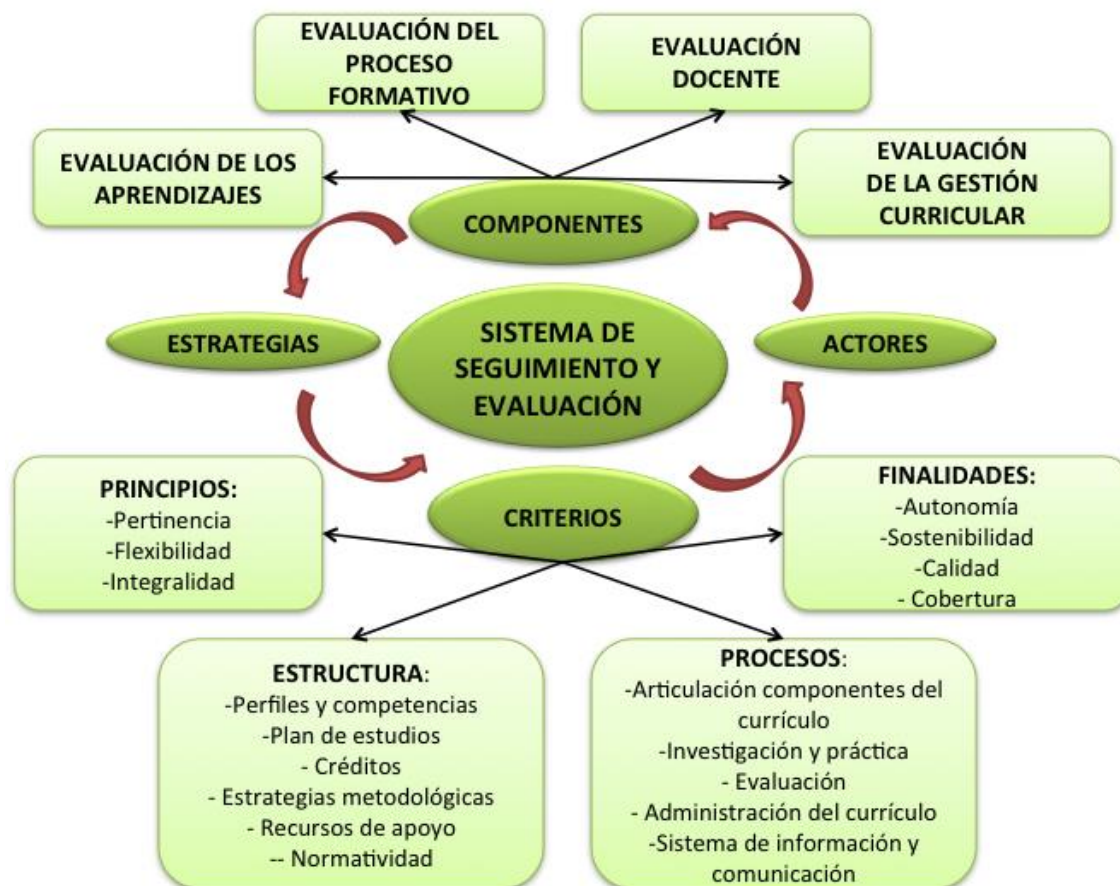 EVALUACIÓN DEL
PROCESO
FORMATIVO
EVALUACIÓN
DOCENTE
EVALUACIÓN DE LOS
APRENDIZAJES
EVALUACIÓN
DE LA GESTIÓN
CURRICULAR
COMPONENTES
ESTRATEGIAS
SISTEMA DE
SEGUIMIENTO Y
EVALUACIÓN
ACTORES
CRITERIOS
PRINCIPIOS:
-Pertinencia
-Flexibilidad
-Integralidad
FINALIDADES:
-Autonomía
-Sostenibilidad
-Calidad
- Cobertura
ESTRUCTURA:
-Perfiles y competencias
-Plan de estudios
- Créditos
- Estrategias metodológicas
- Recursos de apoyo
-- Normatividad
PROCESOS:
-Articulación componentes del
currículo
-Investigación y práctica
- Evaluación
- Administración del currículo
-Sistema de información y
comunicación